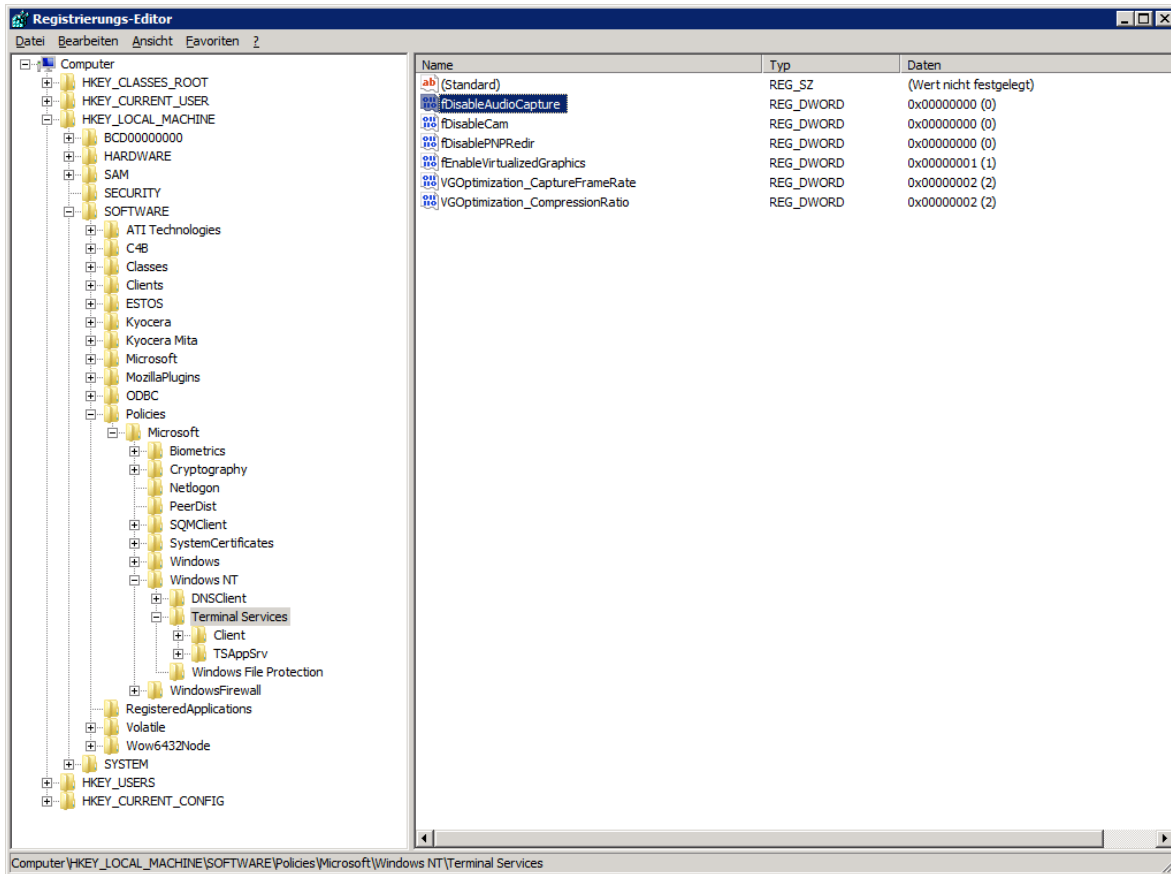 Registrierungs-Editor
Datei Bearbeiten Ansicht Favoriten ?
Computer
HKEY_CLASSES_ROOT
HKEY_CURRENT_USER
HKEY_LOCAL_MACHINE
BCD00000000
HARDWARE
SAM
SECURITY
SOFTWARE
ATI Technologies
C4B
Classes
Clients
ESTOS
Kyocera
Kyocera Mita
Microsoft
MozillaPlugins
ODBC
Policies
Microsoft
Biometrics
Cryptography
Netlogon
PeerDist
SQMClient
SystemCertificates
Windows
Windows NT
DNSClient
Terminal Services
Client
TSAppSrv
Windows File Protection
WindowsFirewall
RegisteredApplications
Volatile
Wow6432Node
SYSTEM
HKEY_USERS
HKEY_CURRENT_CONFIG
Name Typ Daten
(Standard) REG_SZ (Wert nicht festgelegt)
fDisableAudioCapture REG_DWORD 0x00000000 (0)
fDisableCam REG_DWORD 0x00000000 (0)
fDisablePNPRedir REG_DWORD 0x00000000 (0)
fEnableVirtualizedGraphics REG_DWORD 0x00000001 (1)
VGOptimization_CaptureFrameRate REG_DWORD 0x00000002 (2)
VGOptimization_CompressionRatio REG_DWORD 0x00000002 (2)
Computer\HKEY_LOCAL_MACHINE\SOFTWARE\Policies\Microsoft\Windows NT\Terminal Services